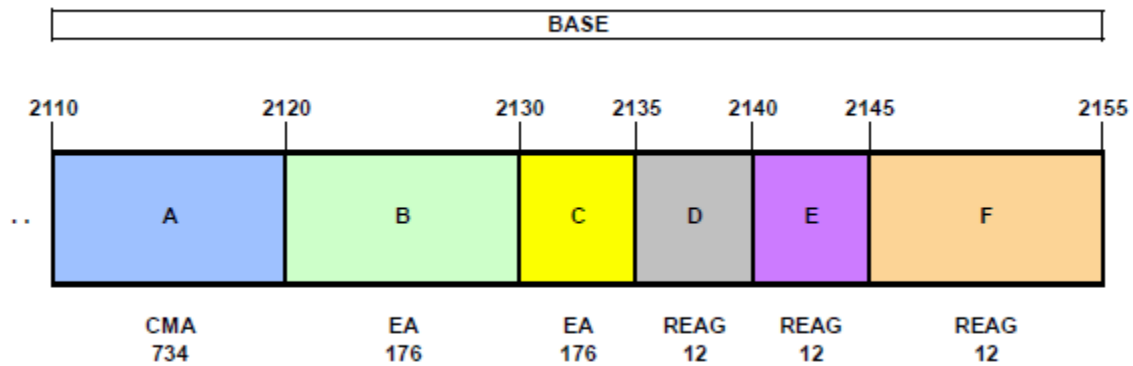 BASE
2110 2120 2130 2135 2140 2145 2155
. . A B C D E F
CMA EA EA REAG REAG REAG
734 176 176 12 12 12